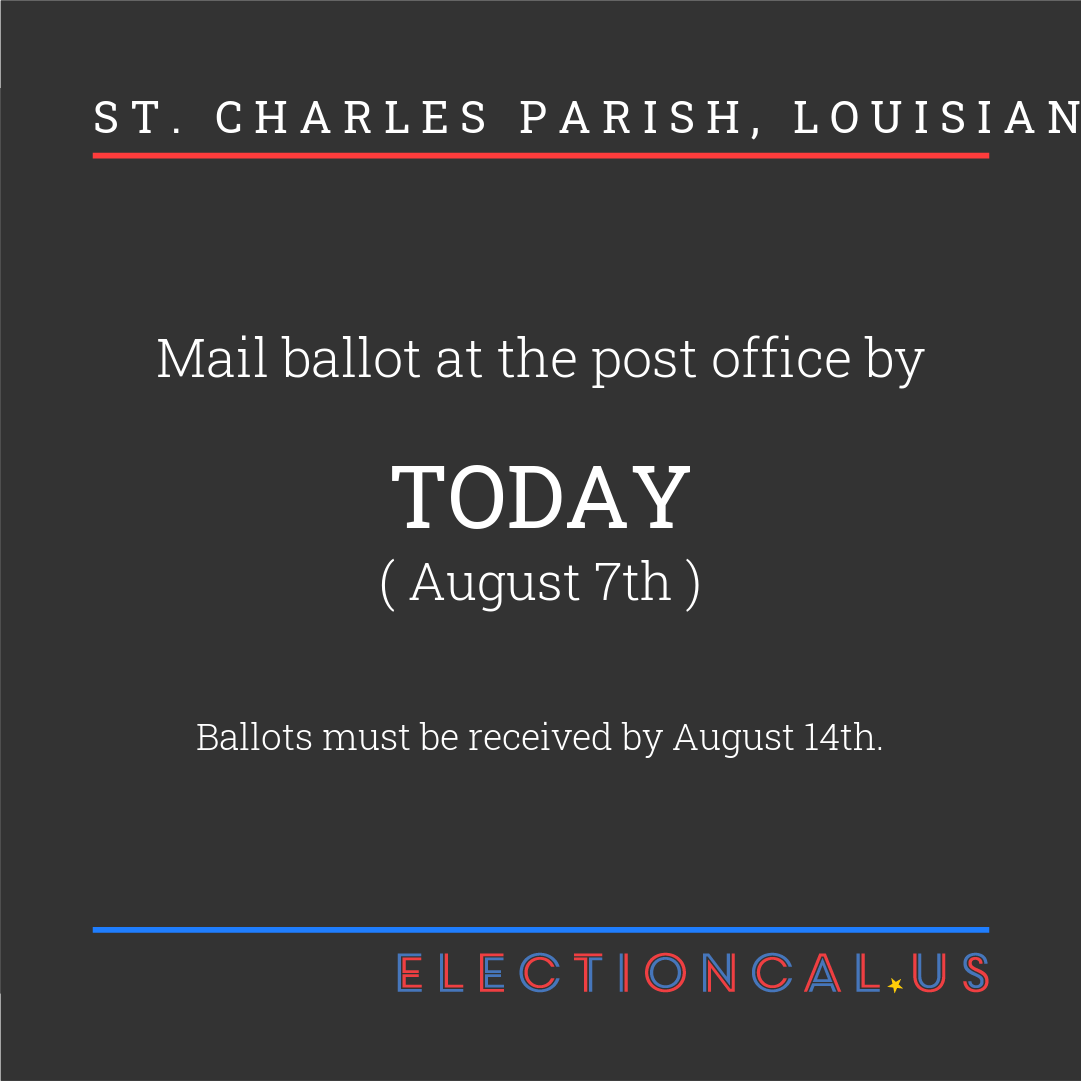 ST. CHARLES PARISH, LOUISIAN
Mail ballot at the post office by
TODAY
( August 7th )
Ballots must be received by August 14th.
ELECTIONCAL.US